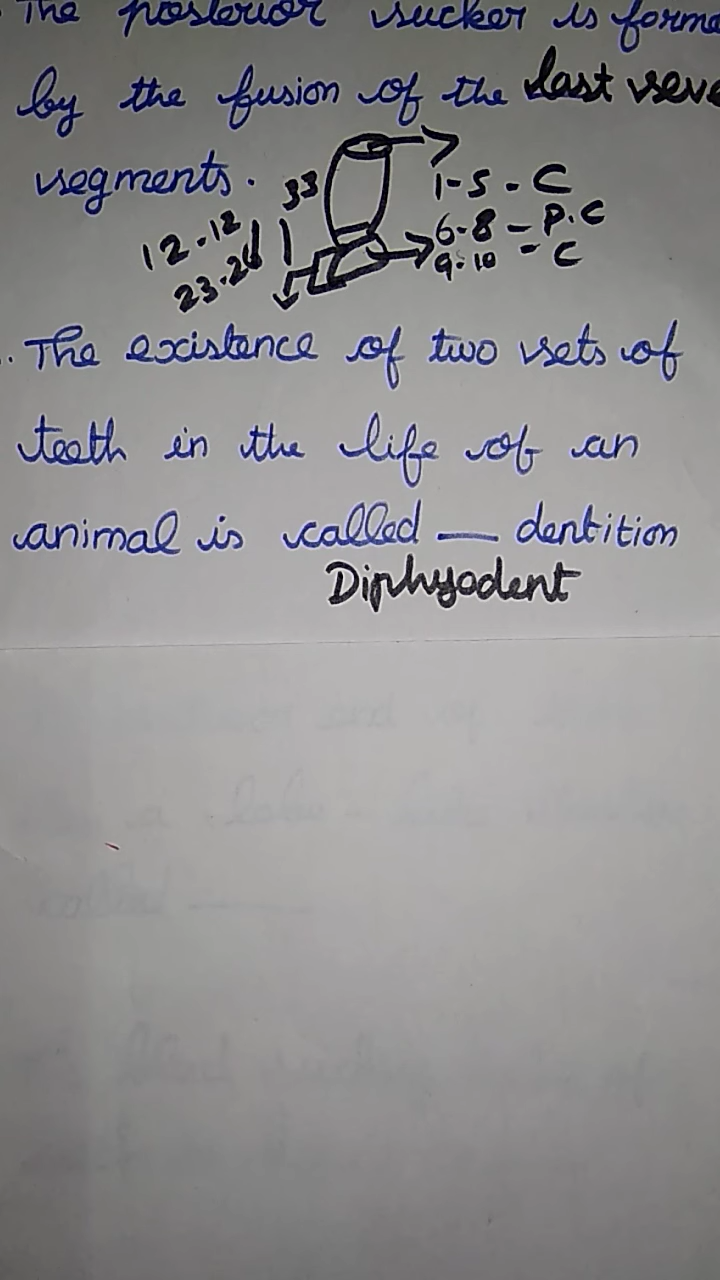 The posterior sucker is forme
by the fusion of the last seve
segments. 33
1-5 - C
6-8 - P.C
9-10 - C
12-12
23-2
. The existence of two sets of
teeth in the life of an
animal is called — dentition
Diphyodent